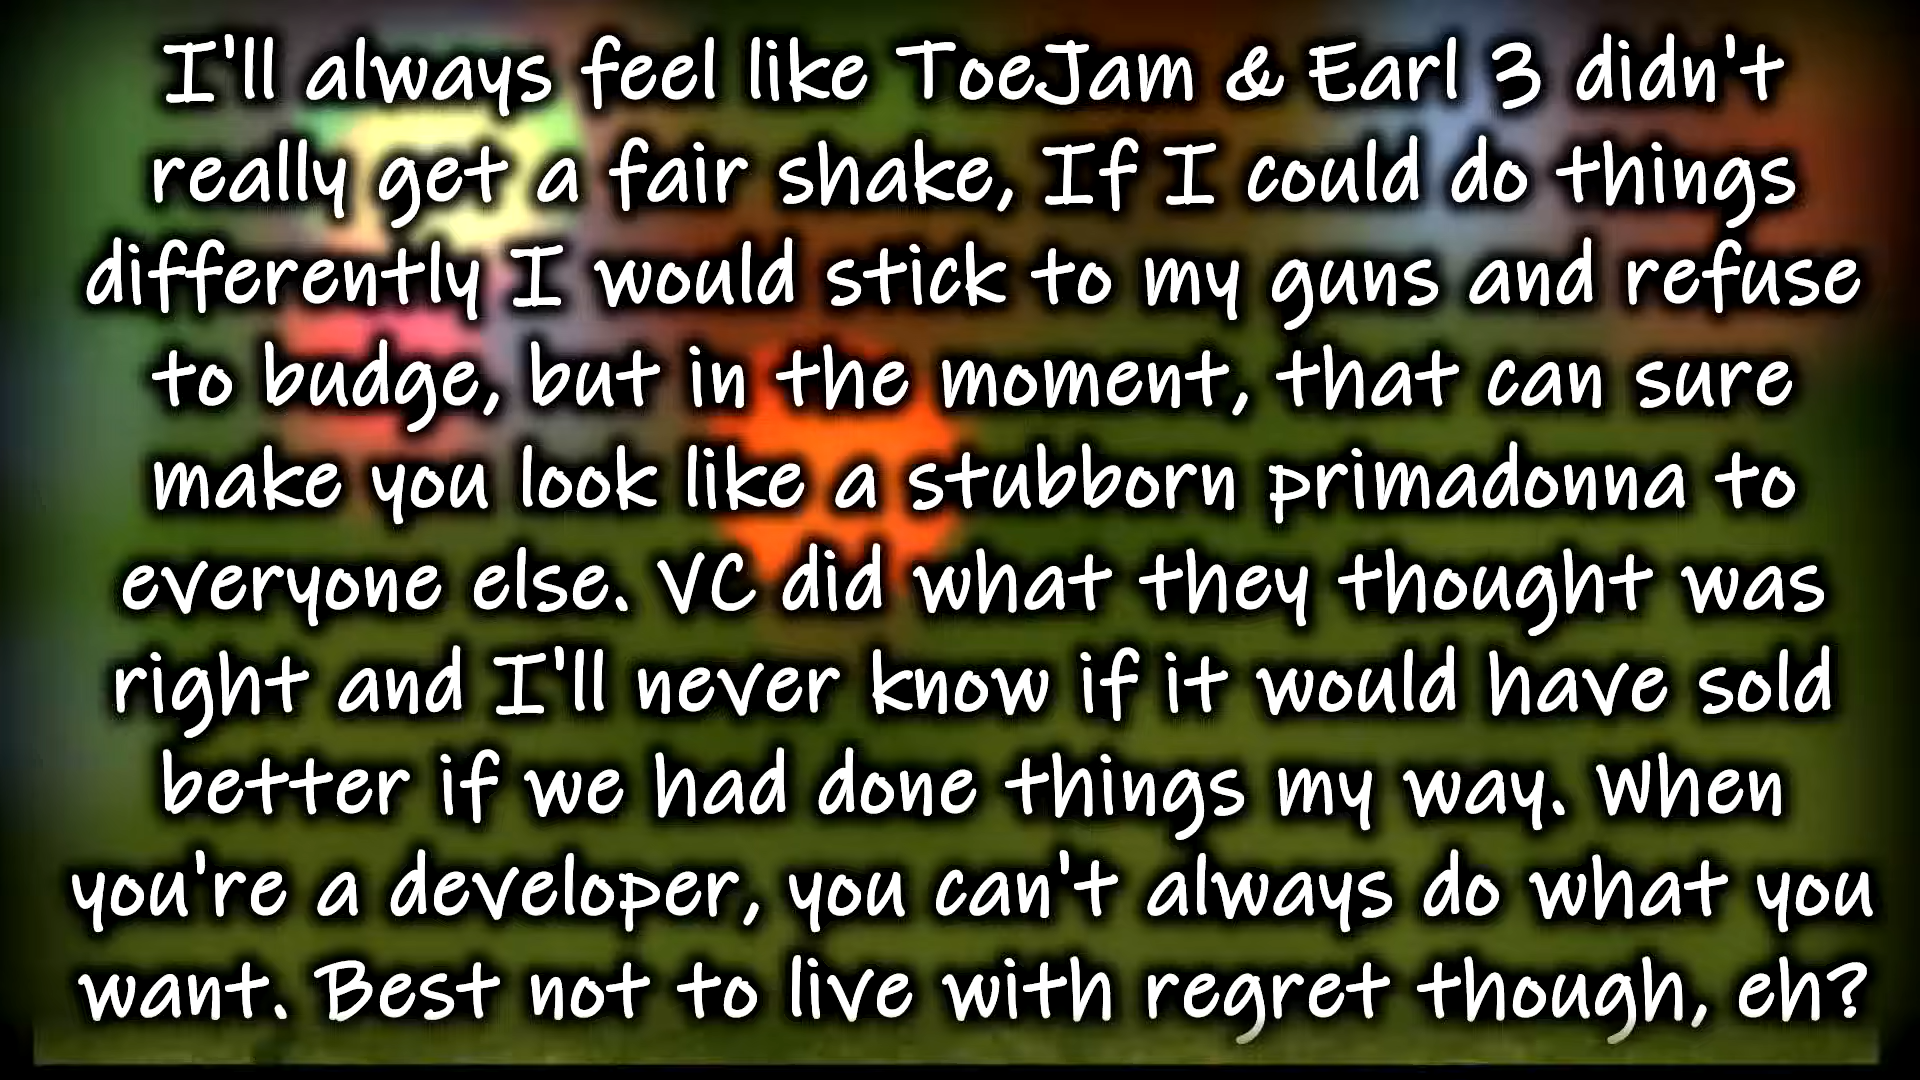 I'll always feel like ToeJam & Earl 3 didn't
really get a fair shake, If I could do things
differently I would stick to my guns and refuse
to budge, but in the moment, that can sure
make you look like a stubborn primadonna to
everyone else. VC did what they thought was
right and I'll never know if it would have sold
better if we had done things my way. When
you're a developer, you can't always do what you
want. Best not to live with regret though, eh?